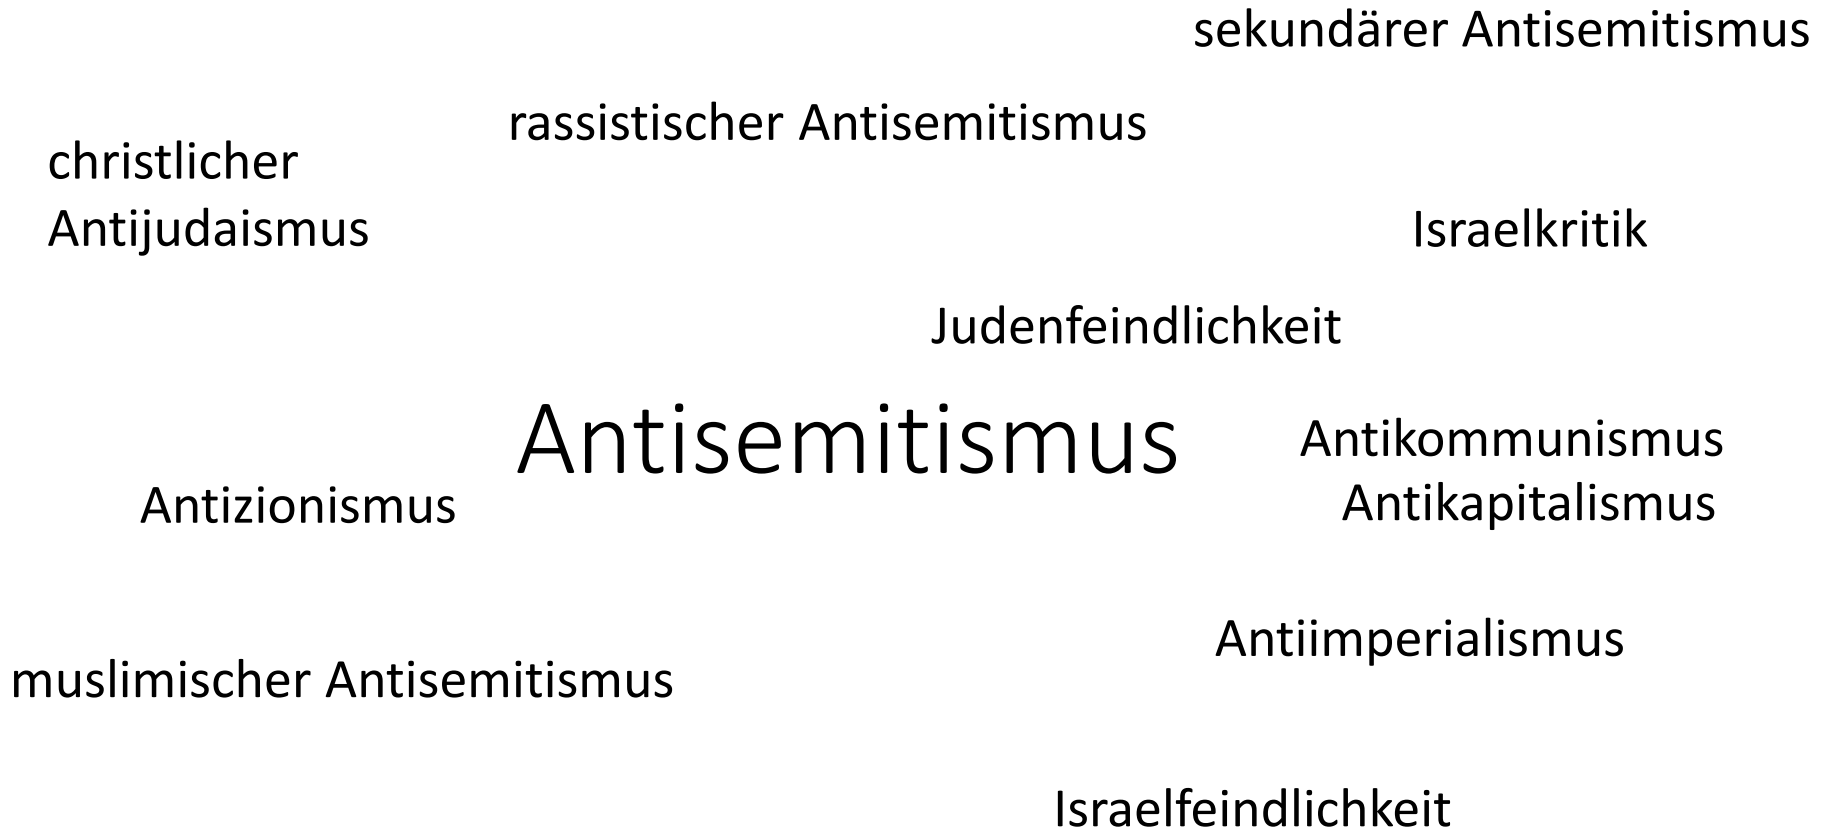 sekundärer Antisemitismus
rassistischer Antisemitismus
christlicher
Antijudaismus
Israelkritik
Judenfeindlichkeit
Antisemitismus
Antikommunismus
Antizionismus
Antikapitalismus
Antiimperialismus
muslimischer Antisemitismus
Israelfeindlichkeit